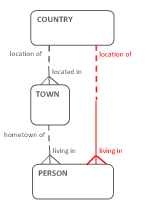 COUNTRY
location of
location of
located in
TOWN
hometown of
living in
living in
PERSON